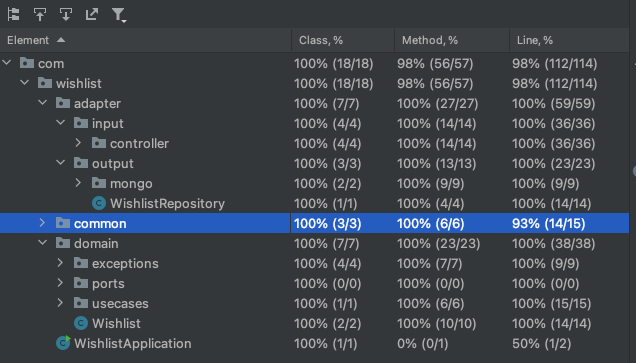 Element Class, % Method, % Line, %
com 100% (18/18) 98% (56/57) 98% (112/114)
wishlist 100% (18/18) 98% (56/57) 98% (112/114)
adapter 100% (7/7) 100% (27/27) 100% (59/59)
input 100% (4/4) 100% (14/14) 100% (36/36)
controller 100% (4/4) 100% (14/14) 100% (36/36)
output 100% (3/3) 100% (13/13) 100% (23/23)
mongo 100% (2/2) 100% (9/9) 100% (9/9)
WishlistRepository 100% (1/1) 100% (4/4) 100% (14/14)
common 100% (3/3) 100% (6/6) 93% (14/15)
domain 100% (7/7) 100% (23/23) 100% (38/38)
exceptions 100% (4/4) 100% (7/7) 100% (9/9)
ports 100% (0/0) 100% (0/0) 100% (0/0)
usecases 100% (1/1) 100% (6/6) 100% (15/15)
Wishlist 100% (2/2) 100% (10/10) 100% (14/14)
WishlistApplication 100% (1/1) 0% (0/1) 50% (1/2)